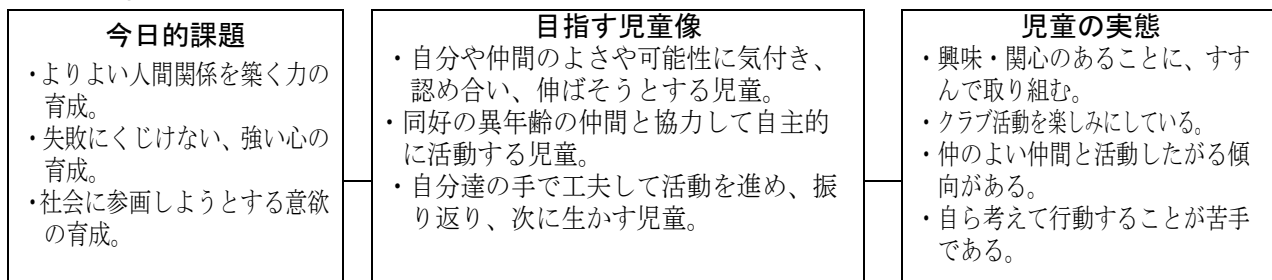 今日的課題
・よりよい人間関係を築く力の
育成。
・失敗にくじけない、強い心の
育成。
・社会に参画しようとする意欲
の育成。
目指す児童像
・自分や仲間のよさや可能性に気付き、
認め合い、伸ばそうとする児童。
・同好の異年齢の仲間と協力して自主的
に活動する児童。
・自分達の手で工夫して活動を進め、振
り返り、次に生かす児童。
児童の実態
・興味・関心のあることに、すす
んで取り組む。
・クラブ活動を楽しみにしている。
・仲のよい仲間と活動したがる傾
向がある。
・自ら考えて行動することが苦手
である。